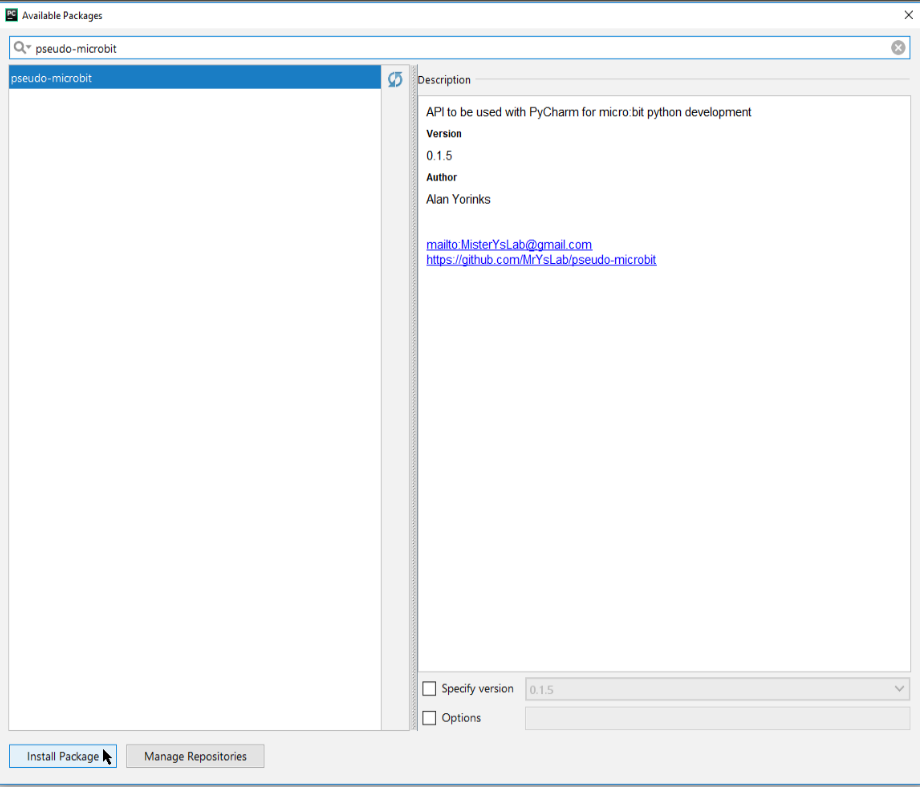 PC Available Packages
pseudo-microbit
pseudo-microbit
Description
API to be used with PyCharm for micro:bit python development
Version
0.1.5
Author
Alan Yorinks
mailto:MisterYsLab@gmail.com
https://github.com/MrYsLab/pseudo-microbit
Specify version 0.1.5
Options
Install Package Manage Repositories